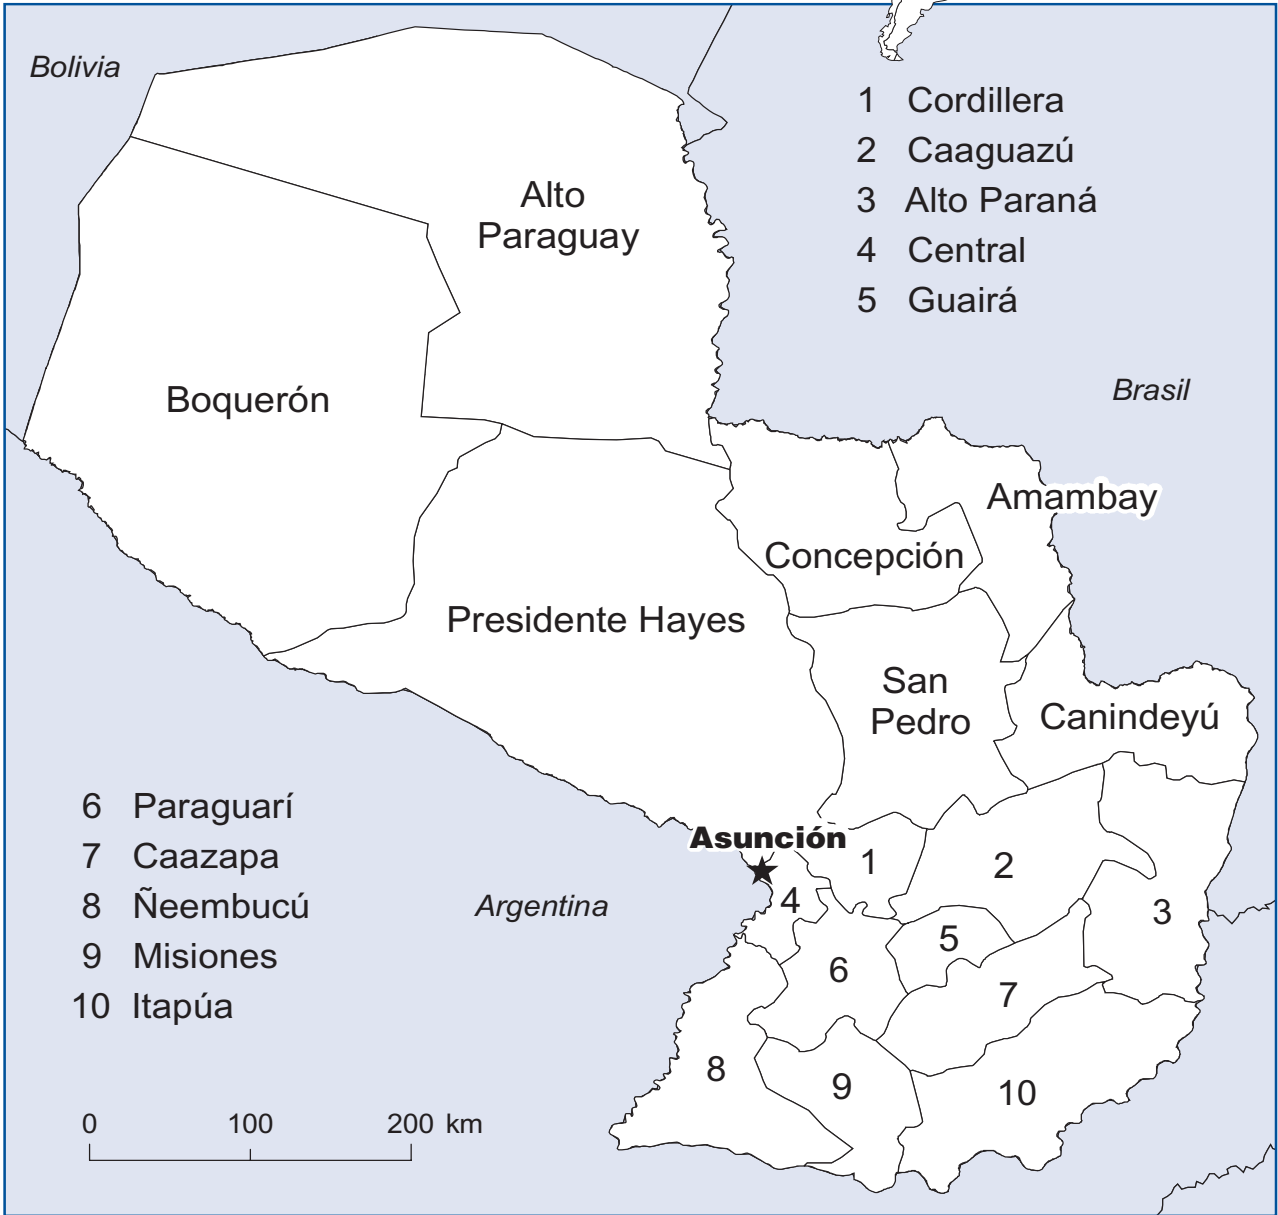 Bolivia
1 Cordillera
2 Caaguazú
3 Alto Paraná
4 Central
5 Guairá
Alto
Paraguay
Boquerón
Brasil
Amambay
Concepción
Presidente Hayes
San
Pedro
Canindeyú
6 Paraguarí
7 Caazapa
8 Ñeembucú
9 Misiones
10 Itapúa
Asunción
Argentina
1
2
3
4
5
6
7
8
9
10
0 100 200 km